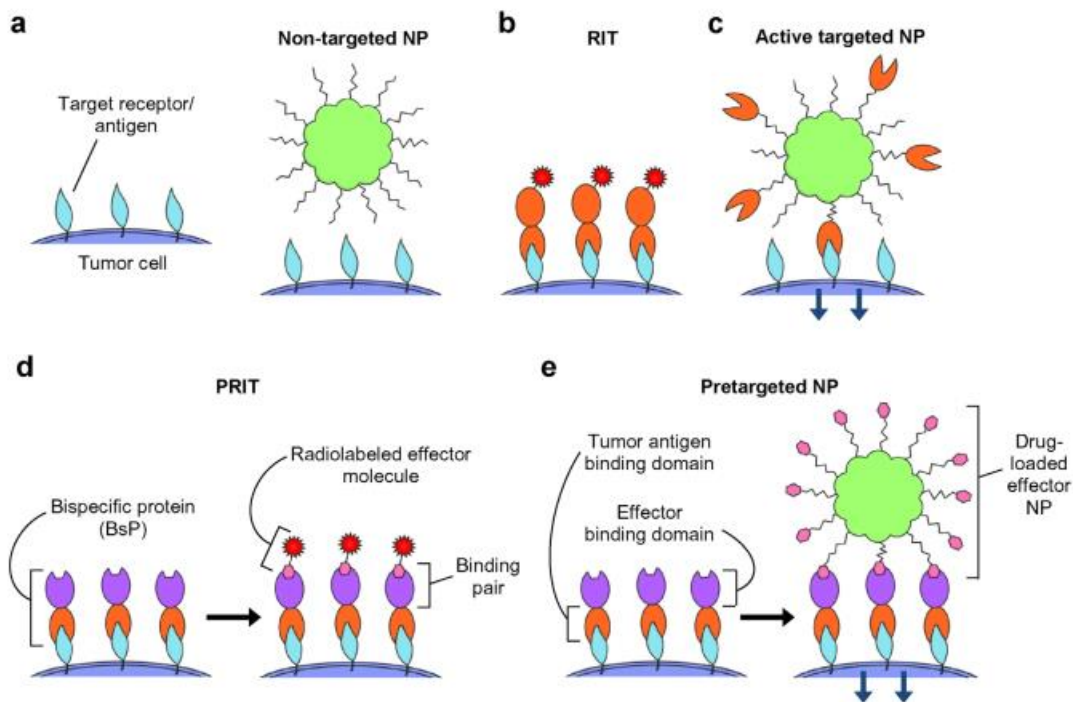 a
Non-targeted NP
Target receptor/
antigen
Tumor cell
b
RIT
c
Active targeted NP
d
PRIT
Bispecific protein
(BsP)
Radiolabeled effector
molecule
Binding
pair
e
Pretargeted NP
Tumor antigen
binding domain
Effector
binding domain
Drug-
loaded
effector
NP